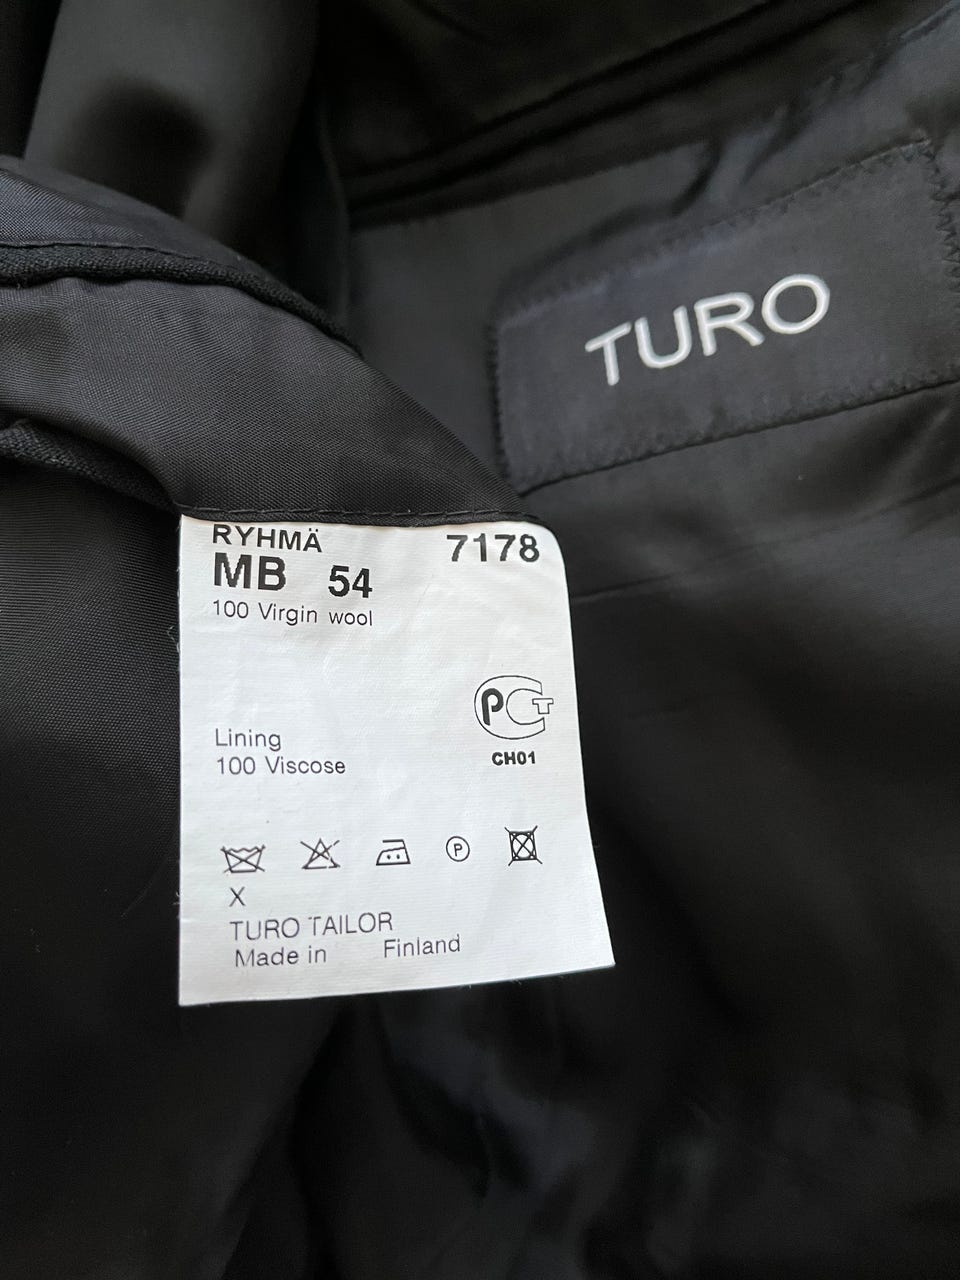 TURO
RYHMÄ 7178
MB 54
100 Virgin wool
PCT
CH01
Lining
100 Viscose
P
X
TURO TAILOR
Made in Finland